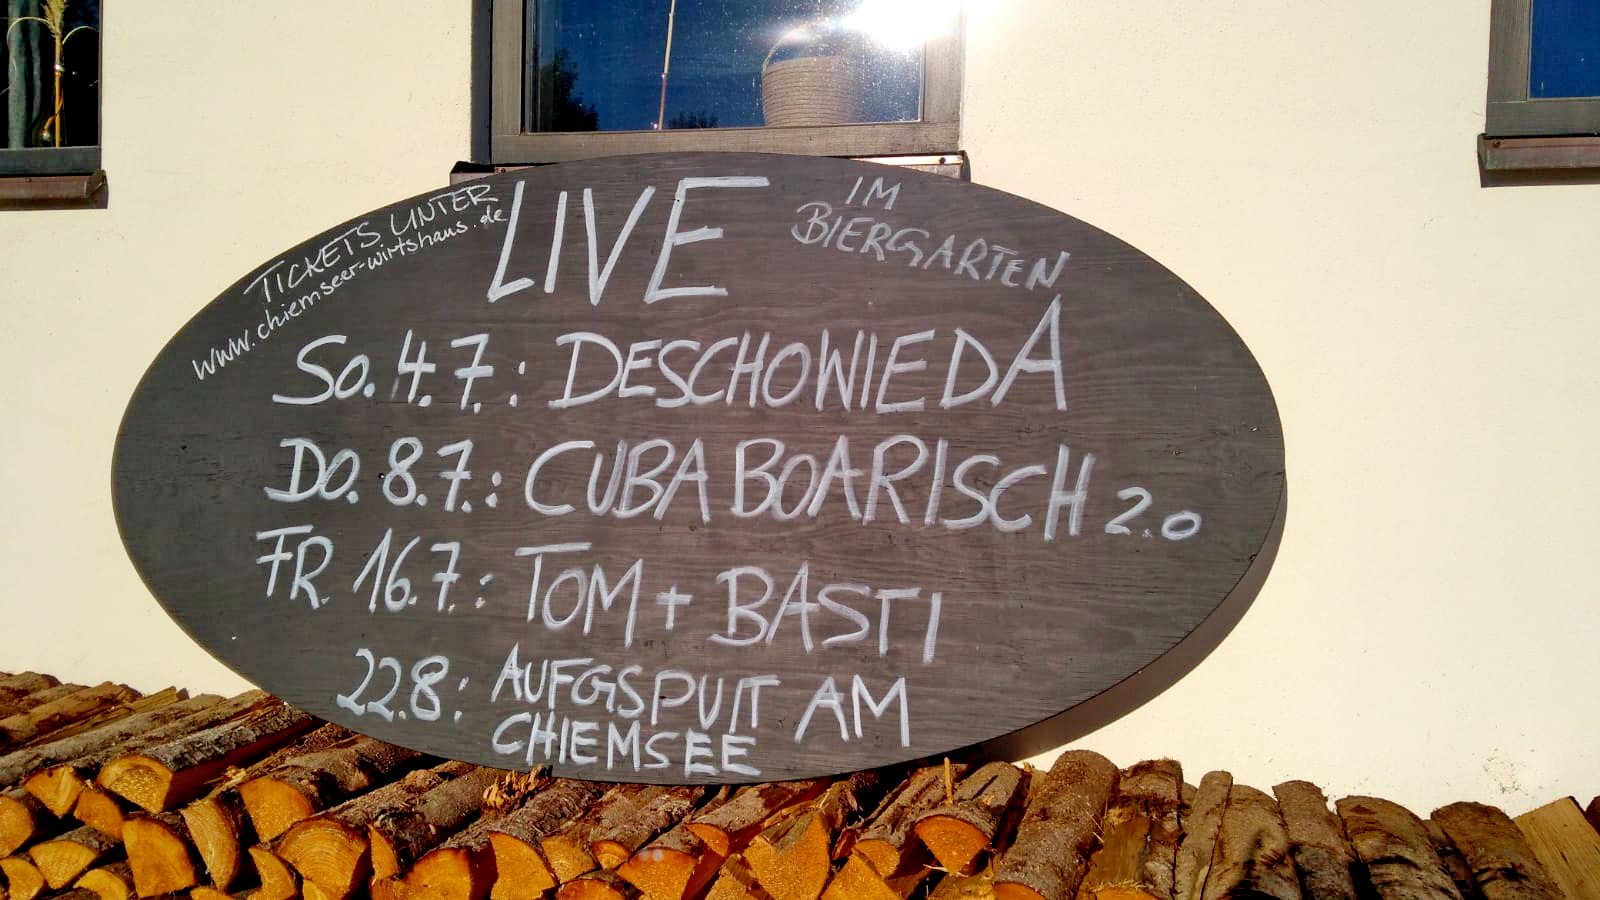 TICKETS UNTER
www.chiemseer-wirtshaus.de
LIVE
IM
BIERGARTEN
SO. 4.7.: DESCHOWIEDA
DO. 8.7.: CUBA BOARISCH 2.0
FR. 16.7.: TOM + BASTI
22.8.: AUFGSPUIT AM
CHIEMSEE